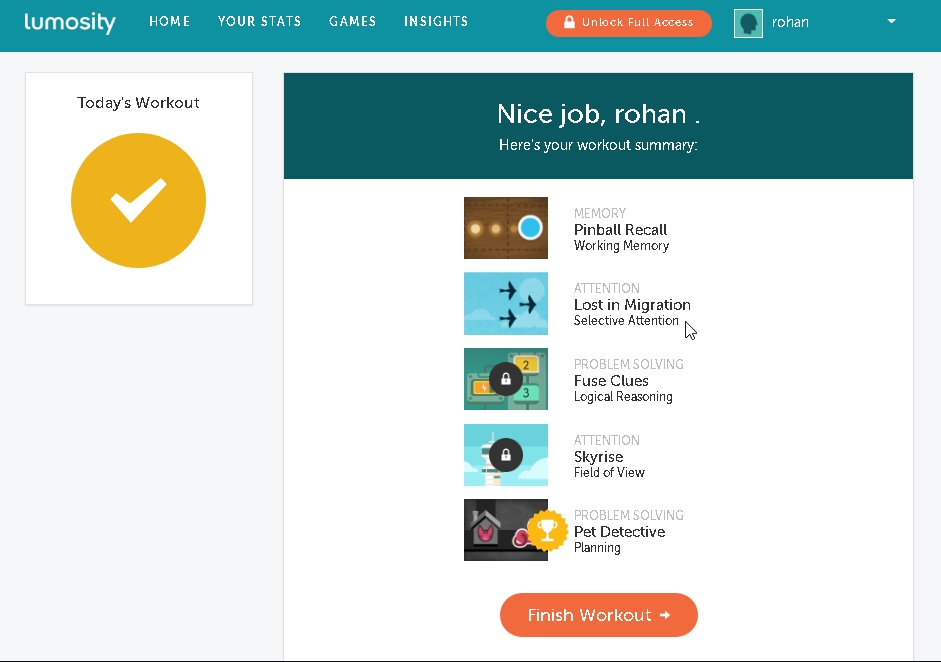 lumosity HOME YOUR STATS GAMES INSIGHTS Unlock Full Access rohan
Today's Workout
Nice job, rohan .
Here's your workout summary:
MEMORY
Pinball Recall
Working Memory
ATTENTION
Lost in Migration
Selective Attention
2
3
PROBLEM SOLVING
Fuse Clues
Logical Reasoning
ATTENTION
Skyrise
Field of View
PROBLEM SOLVING
Pet Detective
Planning
Finish Workout